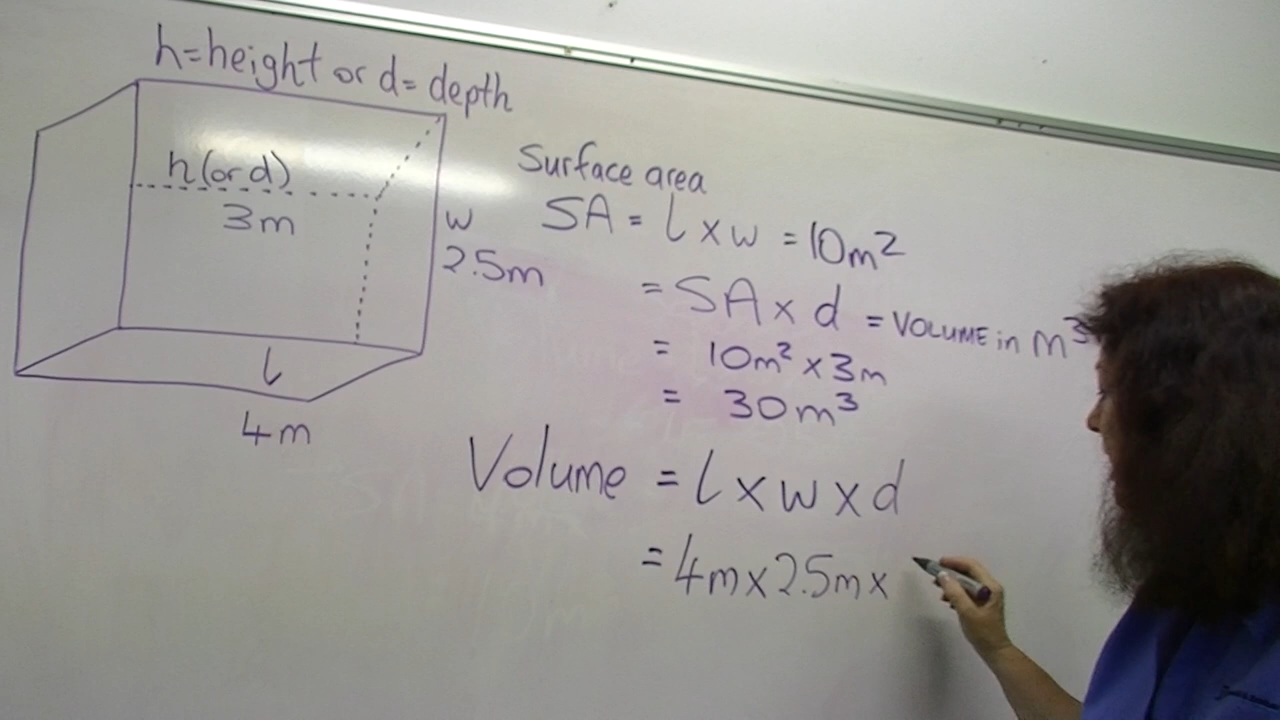 h=height or d= depth
h(or d)
3m
w
2.5m
l
4m
Surface area
SA = l x w = 10m²
= SA x d = VOLUME in m³
= 10m² x 3m
= 30m³
Volume = l x w x d
= 4m x 2.5m x